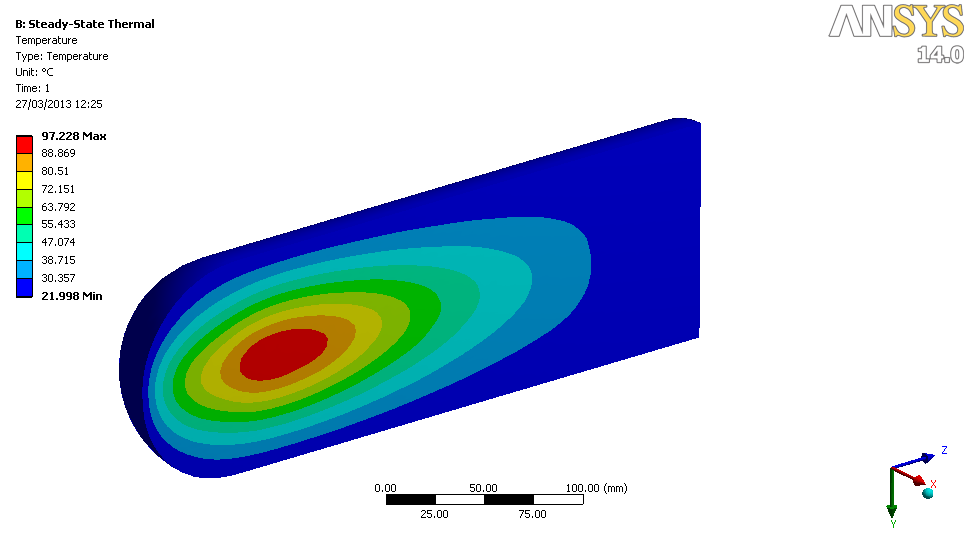 B: Steady-State Thermal
Temperature
Type: Temperature
Unit: °C
Time: 1
27/03/2013 12:25
ANSYS
14.0
97.228 Max
88.869
80.51
72.151
63.792
55.433
47.074
38.715
30.357
21.998 Min
0.00 50.00 100.00 (mm)
25.00 75.00
Z
X
Y